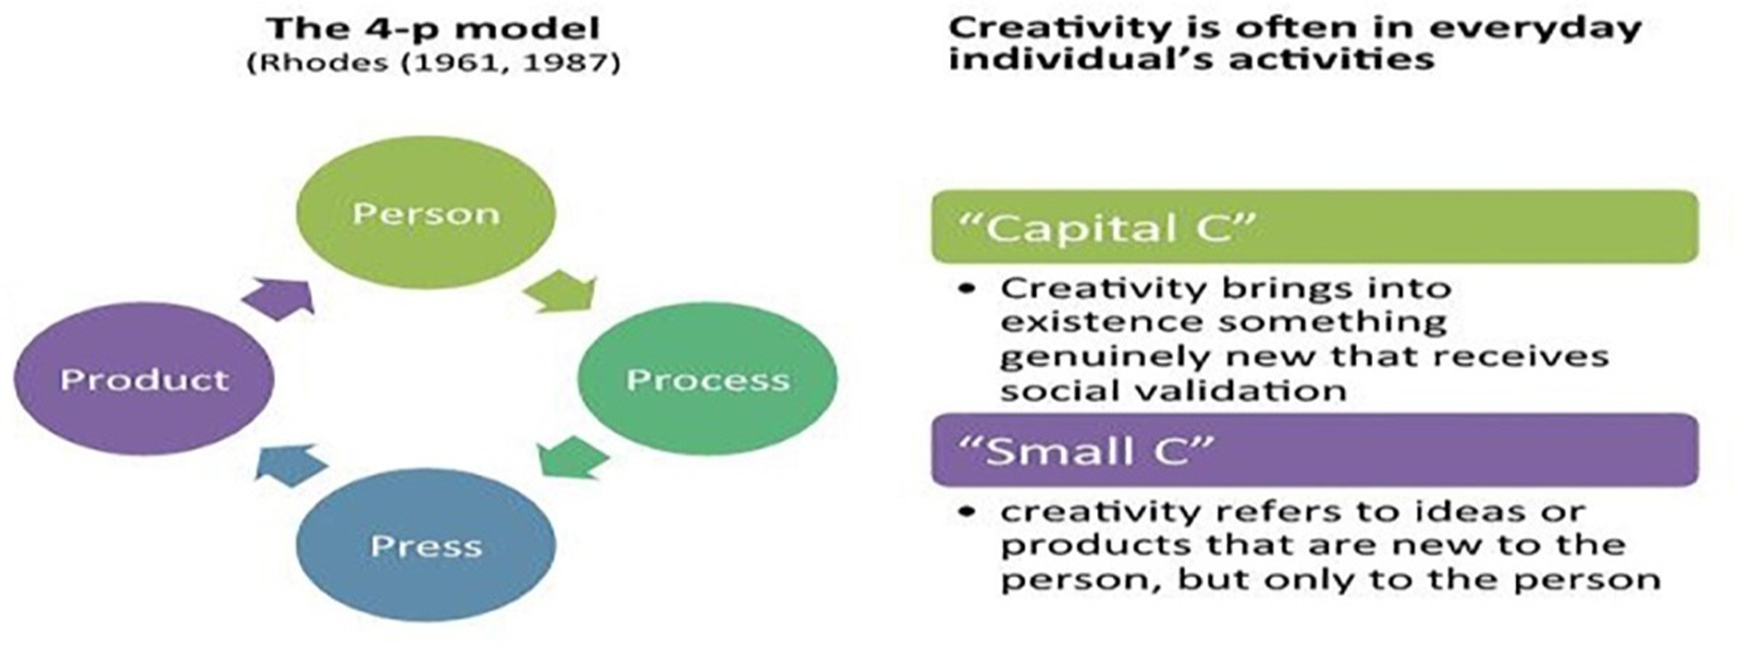 The 4-p model
(Rhodes (1961, 1987)
Person
Process
Press
Product
Creativity is often in everyday
individual's activities
“Capital C”
• Creativity brings into
existence something
genuinely new that receives
social validation
“Small C”
• creativity refers to ideas or
products that are new to the
person, but only to the person